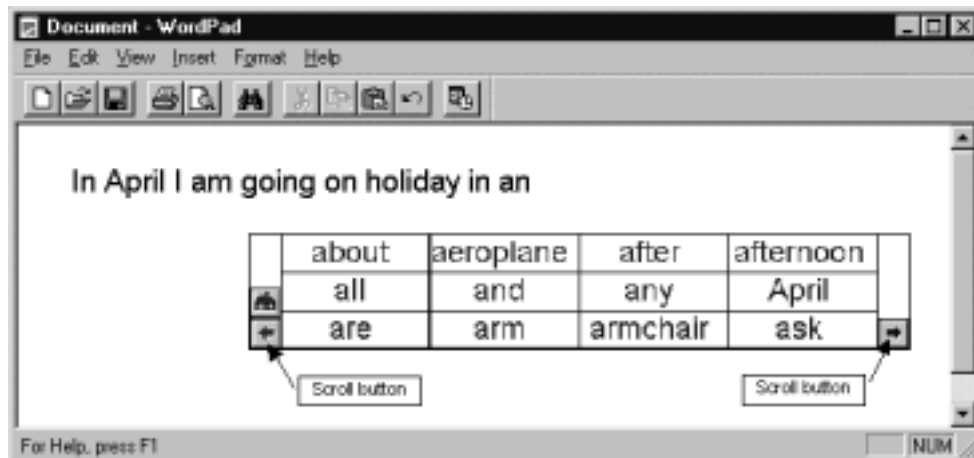 Document - WordPad
File Edit View Insert Format Help
In April I am going on holiday in an
about aeroplane after afternoon
all and any April
are arm armchair ask
Scroll button Scroll button
For Help, press F1 NUM